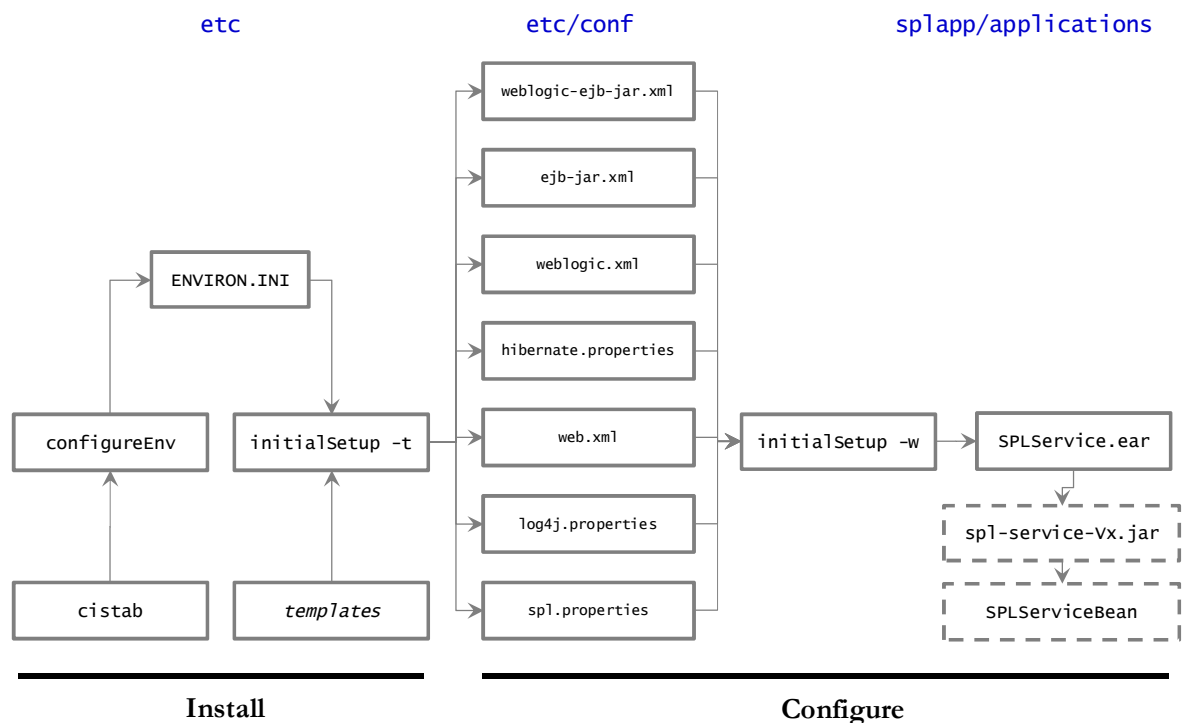 etc
etc/conf
splapp/applications
weblogic-ejb-jar.xml
ejb-jar.xml
weblogic.xml
ENVIRON.INI
hibernate.properties
configureEnv
initialSetup -t
web.xml
initialSetup -w
SPLService.ear
log4j.properties
spl-service-Vx.jar
cistab
templates
spl.properties
SPLServiceBean
Install
Configure